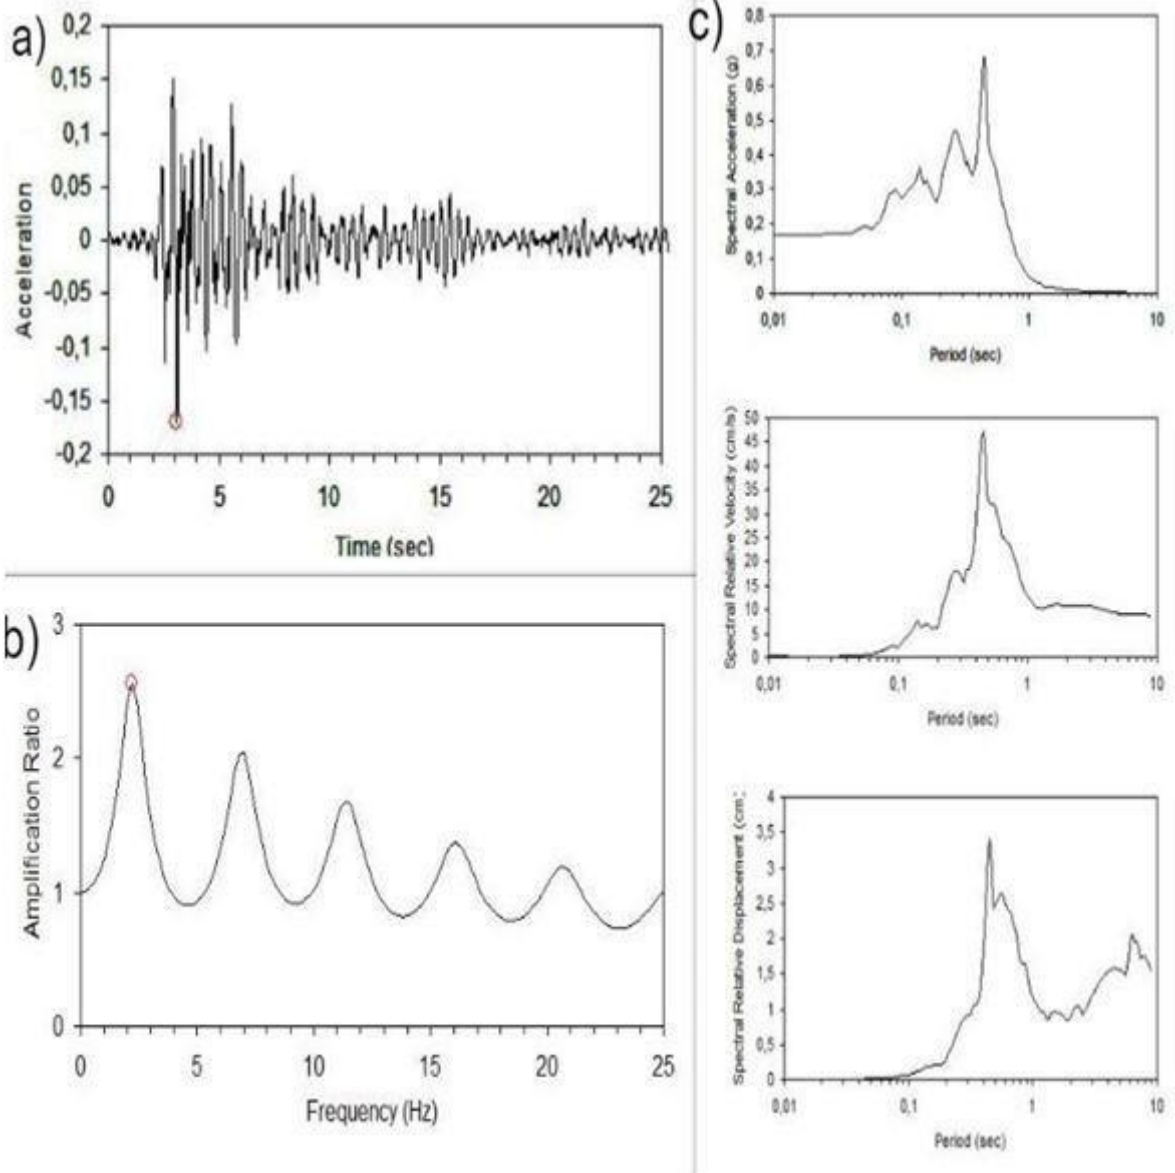 a)
0,2
0,15
0,1
0,05
0
-0,05
-0,1
-0,15
-0,2
Acceleration
0 5 10 15 20 25
Time (sec)
b)
3
2
1
0
Amplification Ratio
0 5 10 15 20 25
Frequency (Hz)
c)
0,8
0,7
0,6
0,5
0,4
0,3
0,2
0,1
0
Spectral Acceleration (g)
0,01 0,1 1 10
Period (sec)
50
45
40
35
30
25
20
15
10
5
0
Spectral Relative Velocity (cm/s)
0,01 0,1 1 10
Period (sec)
4
3,5
3
2,5
2
1,5
1
0,5
0
Spectral Relative Displacement (cm;
0,01 0,1 1 10
Period (sec)